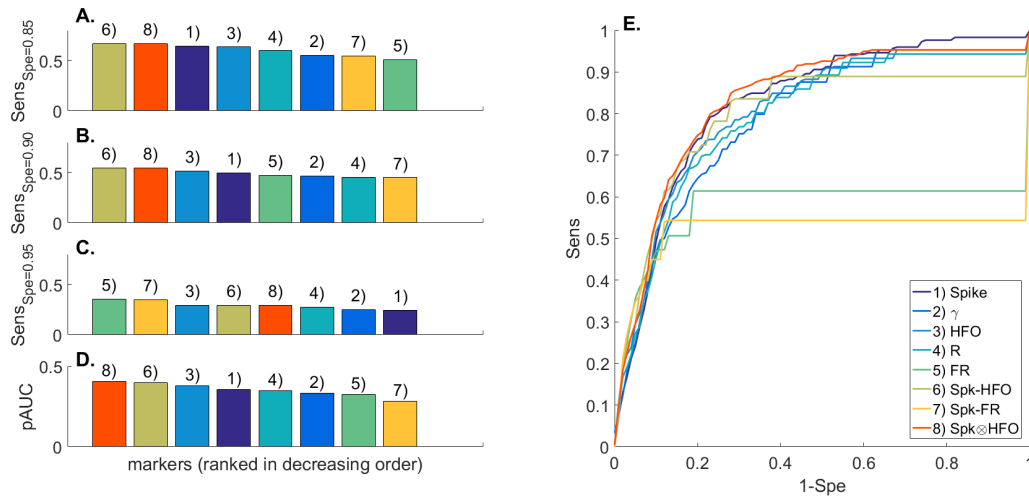 A.
Sens_Spe=0.85
0.5
0
6) 8) 1) 3) 4) 2) 7) 5)
B.
Sens_Spe=0.90
0.5
0
6) 8) 3) 1) 5) 2) 4) 7)
C.
Sens_Spe=0.95
0.5
0
5) 7) 3) 6) 8) 4) 2) 1)
D.
pAUC
0.5
0
8) 6) 3) 1) 4) 2) 5) 7)
markers (ranked in decreasing order)
E.
Sens
1
0.9
0.8
0.7
0.6
0.5
0.4
0.3
0.2
0.1
0
0 0.2 0.4 0.6 0.8 1
1-Spe
1) Spike
2) γ
3) HFO
4) R
5) FR
6) Spk-HFO
7) Spk-FR
8) Spk⊗HFO